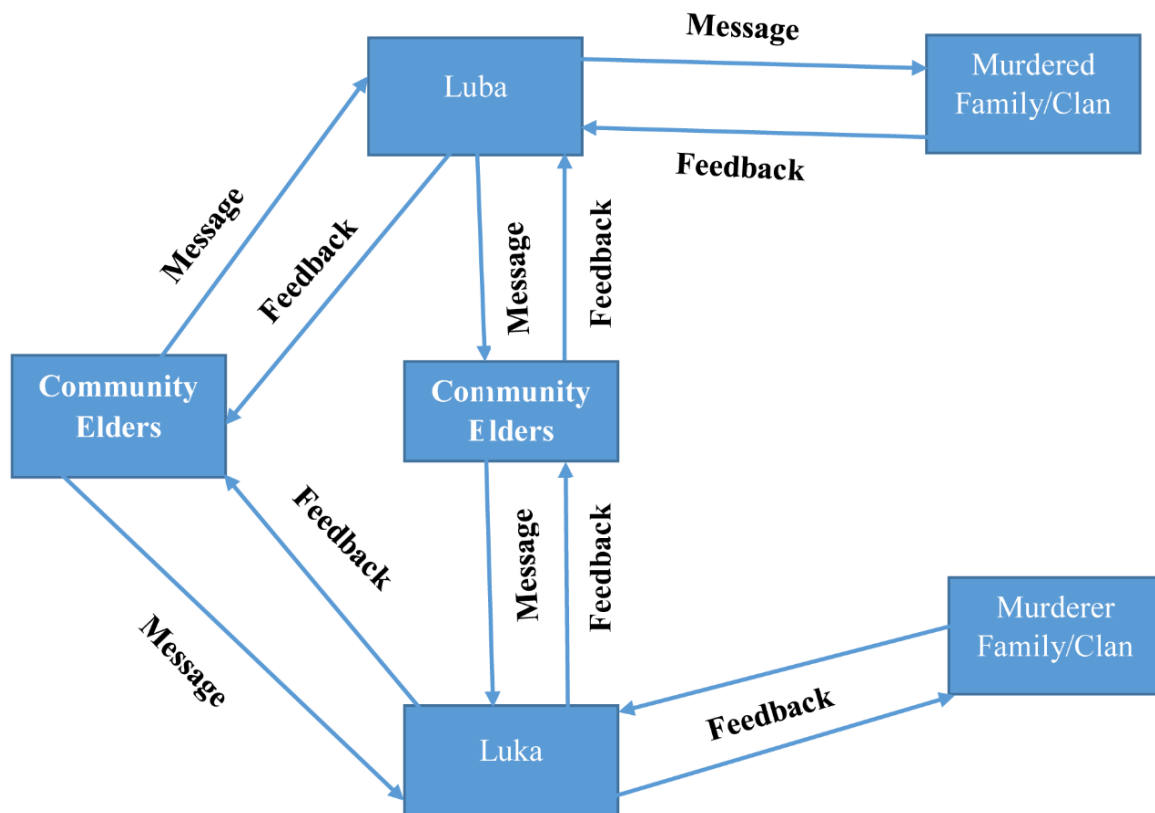 Message
Luba
Murdered
Family/Clan
Feedback
Message
Feedback
Message
Feedback
Community
Elders
Community
Elders
Feedback
Message
Feedback
Message
Murderer
Family/Clan
Feedback
Luka